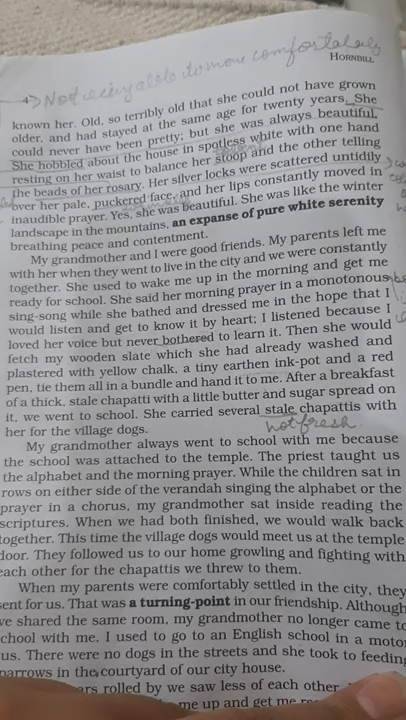 HORNBILL
Not being able to move comfortably
known her. Old, so terribly old that she could not have grown
older, and had stayed at the same age for twenty years. She
could never have been pretty; but she was always beautiful.
She hobbled about the house in spotless white with one hand
resting on her waist to balance her stoop and the other telling
the beads of her rosary. Her silver locks were scattered untidily
over her pale, puckered face, and her lips constantly moved in
inaudible prayer. Yes, she was beautiful. She was like the winter
landscape in the mountains, an expanse of pure white serenity
breathing peace and contentment.
My grandmother and I were good friends. My parents left me
with her when they went to live in the city and we were constantly
together. She used to wake me up in the morning and get me
ready for school. She said her morning prayer in a monotonous
sing-song while she bathed and dressed me in the hope that I
would listen and get to know it by heart; I listened because I
loved her voice but never bothered to learn it. Then she would
fetch my wooden slate which she had already washed and
plastered with yellow chalk, a tiny earthen ink-pot and a red
pen, tie them all in a bundle and hand it to me. After a breakfast
of a thick, stale chapatti with a little butter and sugar spread on
it, we went to school. She carried several stale chapattis with
her for the village dogs.
not fresh
My grandmother always went to school with me because
the school was attached to the temple. The priest taught us
the alphabet and the morning prayer. While the children sat in
rows on either side of the verandah singing the alphabet or the
prayer in a chorus, my grandmother sat inside reading the
scriptures. When we had both finished, we would walk back
together. This time the village dogs would meet us at the temple
door. They followed us to our home growling and fighting with
each other for the chapattis we threw to them.
When my parents were comfortably settled in the city, they
sent for us. That was a turning-point in our friendship. Although
we shared the same room, my grandmother no longer came to
school with me. I used to go to an English school in a motor
us. There were no dogs in the streets and she took to feeding
sparrows in the courtyard of our city house.
ars rolled by we saw less of each other
me up and get me